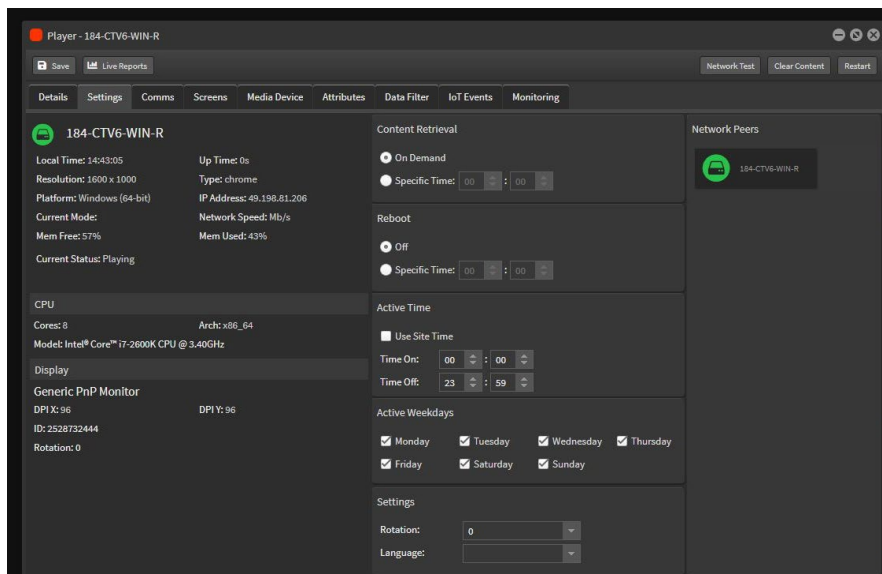 Player - 184-CTV6-WIN-R
Save Live Reports Network Test Clear Content Restart
Details Settings Comms Screens Media Device Attributes Data Filter IoT Events Monitoring
184-CTV6-WIN-R
Local Time: 14:43:05 Up Time: 0s
Resolution: 1600 x 1000 Type: chrome
Platform: Windows (64-bit) IP Address: 49.198.81.206
Current Mode: Network Speed: Mb/s
Mem Free: 57% Mem Used: 43%
Current Status: Playing
CPU
Cores: 8 Arch: x86_64
Model: Intel® Core™ i7-2600K CPU @ 3.40GHz
Display
Generic PnP Monitor
DPI X: 96 DPI Y: 96
ID: 2528732444
Rotation: 0
Content Retrieval
On Demand
Specific Time: 00 : 00
Reboot
Off
Specific Time: 00 : 00
Active Time
Use Site Time
Time On: 00 : 00
Time Off: 23 : 59
Active Weekdays
Monday Tuesday Wednesday Thursday
Friday Saturday Sunday
Settings
Rotation: 0
Language:
Network Peers
184-CTV6-WIN-R